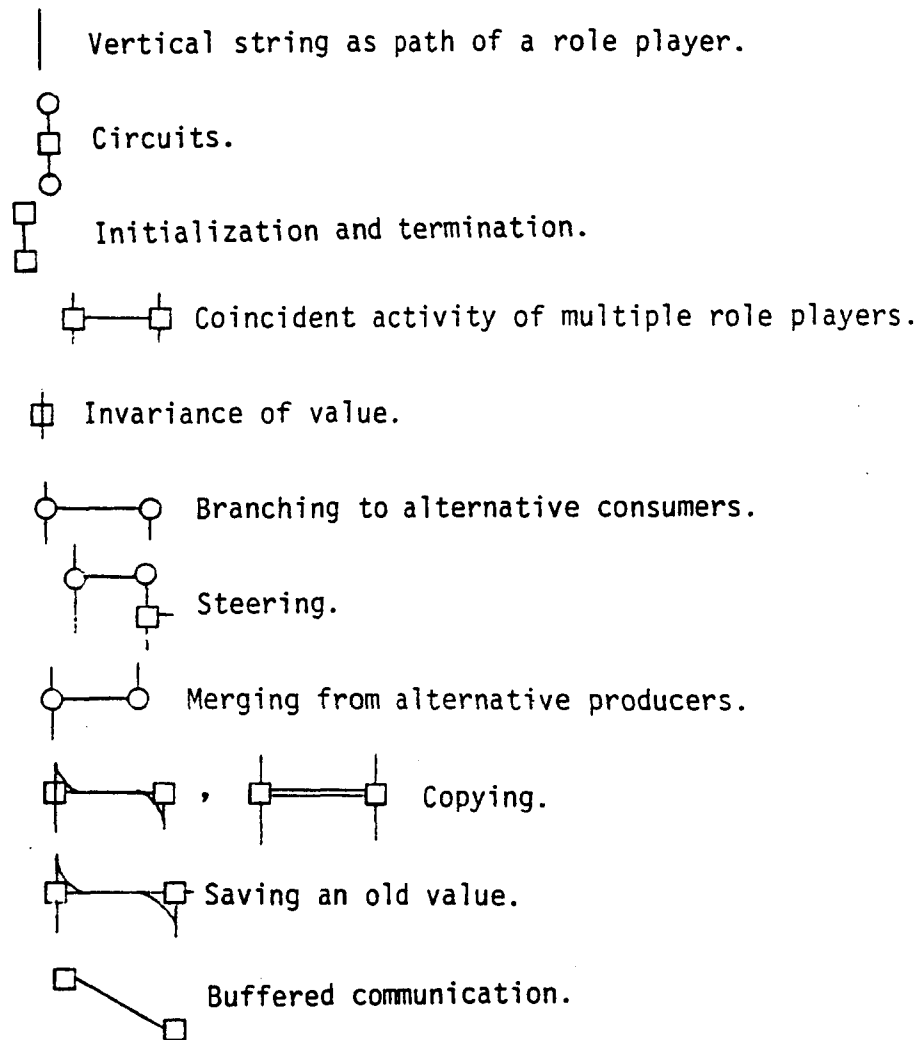 Vertical string as path of a role player.
Circuits.
Initialization and termination.
Coincident activity of multiple role players.
Invariance of value.
Branching to alternative consumers.
Steering.
Merging from alternative producers.
, Copying.
Saving an old value.
Buffered communication.